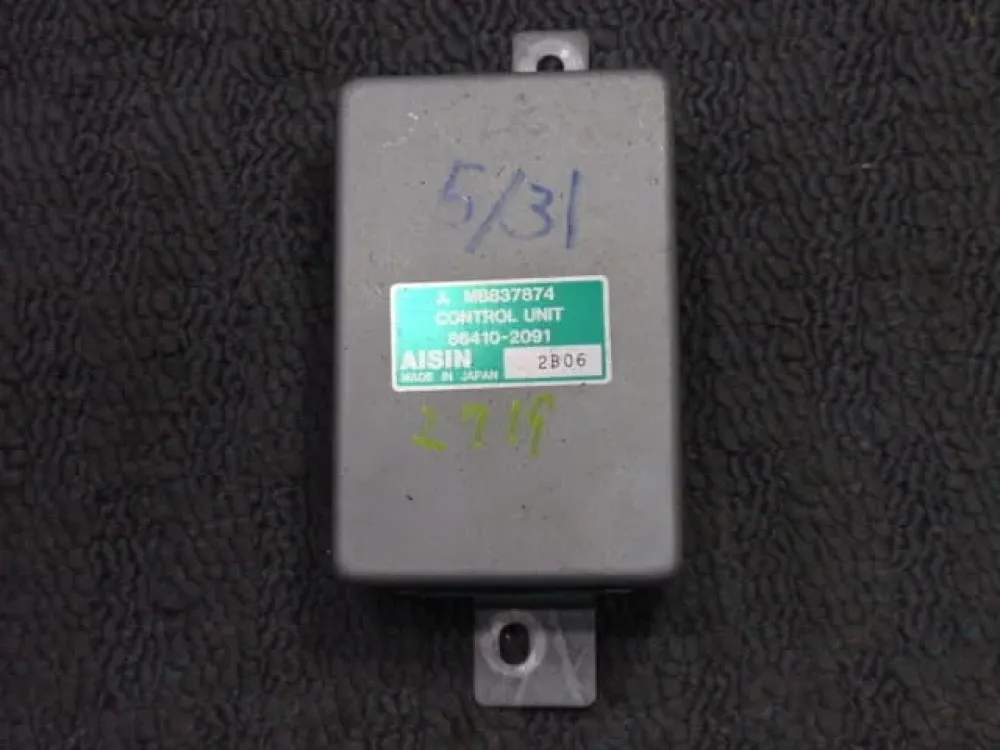 5/31
MB837874
CONTROL UNIT
86410-2091
AISIN 2B06
MADE IN JAPAN
2719